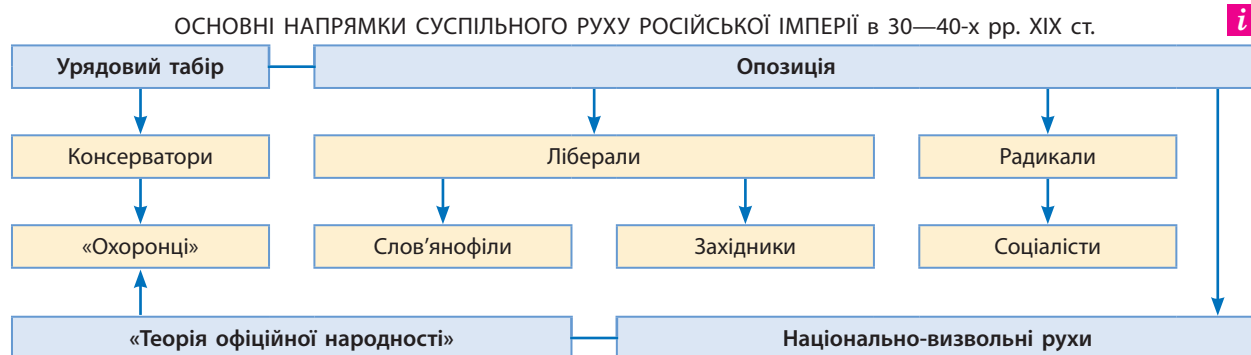 ОСНОВНІ НАПРЯМКИ СУСПІЛЬНОГО РУХУ РОСІЙСЬКОЇ ІМПЕРІЇ в 30—40-х рр. XIX ст.
i
Урядовий табір
Опозиція
Консерватори
Ліберали
Радикали
«Охоронці»
Слов’янофіли
Західники
Соціалісти
«Теорія офіційної народності»
Національно-визвольні рухи